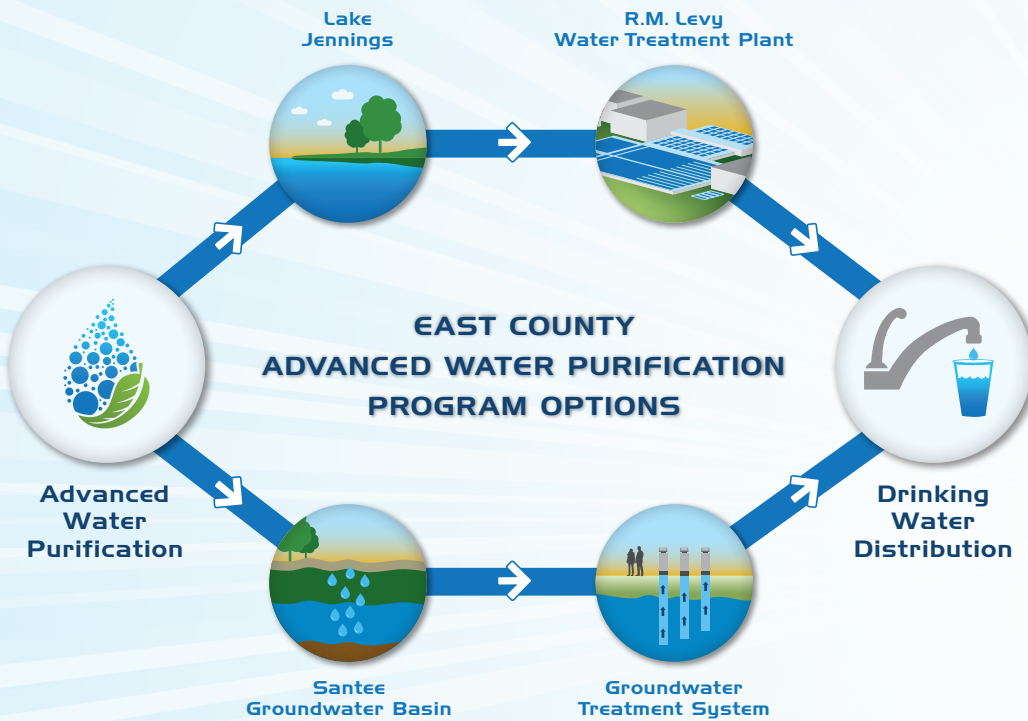 Lake
Jennings
R.M. Levy
Water Treatment Plant
EAST COUNTY
ADVANCED WATER PURIFICATION
PROGRAM OPTIONS
Advanced
Water
Purification
Drinking
Water
Distribution
Santee
Groundwater Basin
Groundwater
Treatment System